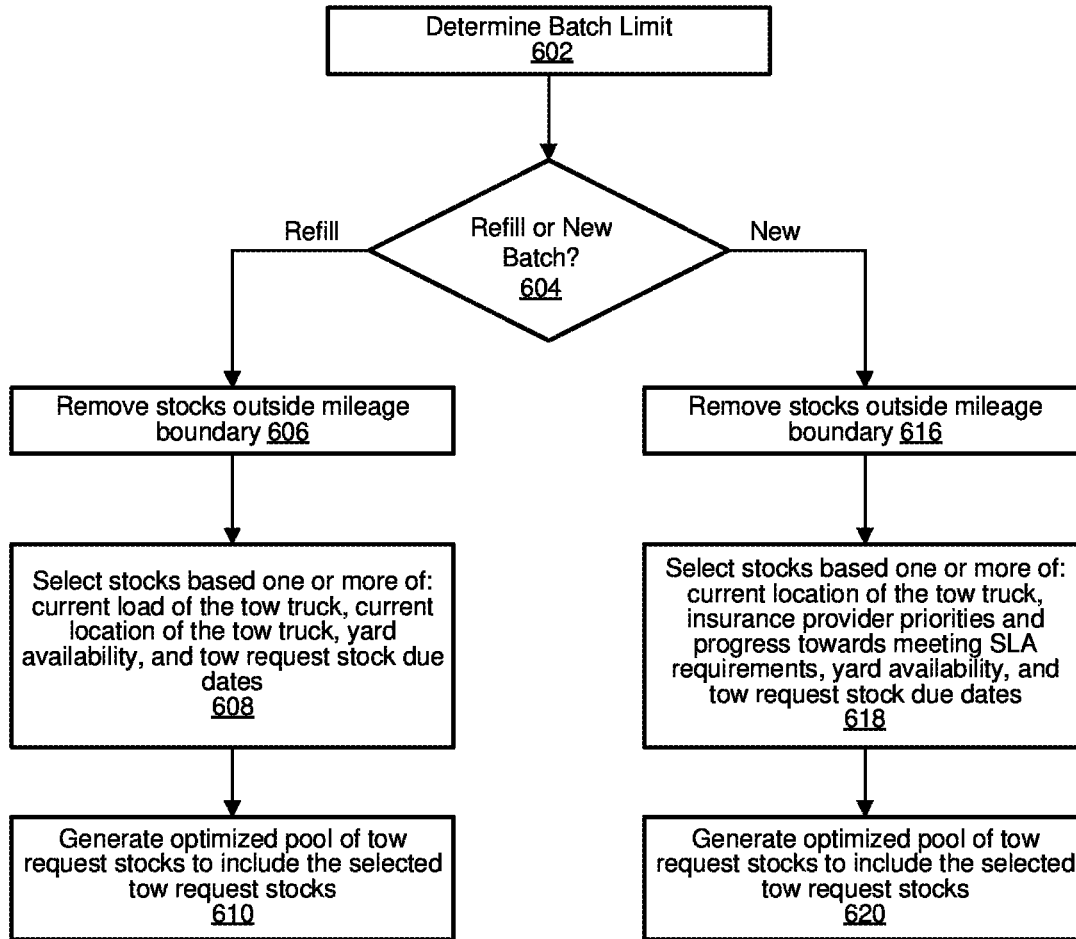 Determine Batch Limit
602
Refill
Refill or New
Batch?
604
New
Remove stocks outside mileage
boundary 606
Remove stocks outside mileage
boundary 616
Select stocks based one or more of:
current load of the tow truck, current
location of the tow truck, yard
availability, and tow request stock due
dates
608
Select stocks based one or more of:
current location of the tow truck,
insurance provider priorities and
progress towards meeting SLA
requirements, yard availability, and
tow request stock due dates
618
Generate optimized pool of tow
request stocks to include the selected
tow request stocks
610
Generate optimized pool of tow
request stocks to include the selected
tow request stocks
620